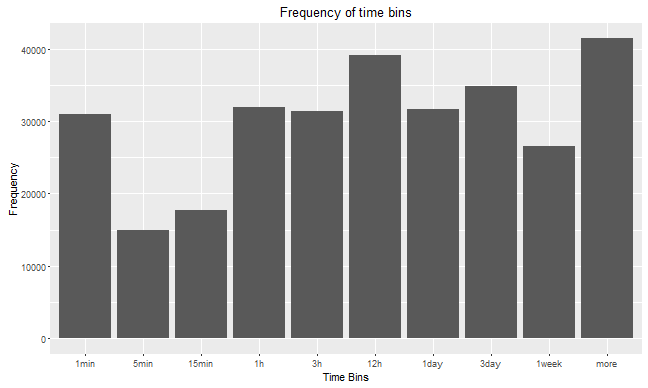 Frequency of time bins
40000
30000
20000
10000
0
Frequency
1min 5min 15min 1h 3h 12h 1day 3day 1week more
Time Bins